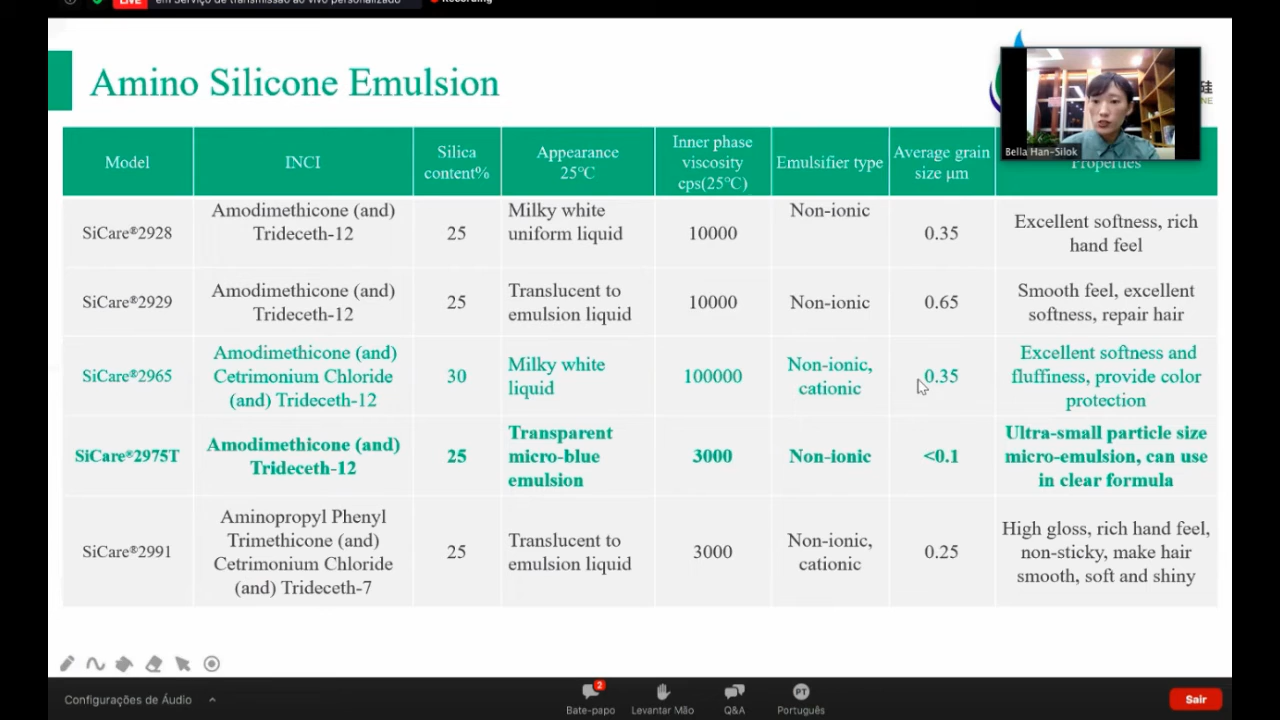 LIVE
em Serviço de transmissão ao vivo personalizado
Recording
Amino Silicone Emulsion
硅
NE
Bella Han-Silok
Model
INCI
Silica
content%
Appearance
25℃
Inner phase
viscosity
cps(25℃)
Emulsifier type
Average grain
size μm
Properties
SiCare®2928
Amodimethicone (and)
Trideceth-12
25
Milky white
uniform liquid
10000
Non-ionic
0.35
Excellent softness, rich
hand feel
SiCare®2929
Amodimethicone (and)
Trideceth-12
25
Translucent to
emulsion liquid
10000
Non-ionic
0.65
Smooth feel, excellent
softness, repair hair
SiCare®2965
Amodimethicone (and)
Cetrimonium Chloride
(and) Trideceth-12
30
Milky white
liquid
100000
Non-ionic,
cationic
0.35
Excellent softness and
fluffiness, provide color
protection
SiCare®2975T
Amodimethicone (and)
Trideceth-12
25
Transparent
micro-blue
emulsion
3000
Non-ionic
<0.1
Ultra-small particle size
micro-emulsion, can use
in clear formula
SiCare®2991
Aminopropyl Phenyl
Trimethicone (and)
Cetrimonium Chloride
(and) Trideceth-7
25
Translucent to
emulsion liquid
3000
Non-ionic,
cationic
0.25
High gloss, rich hand feel,
non-sticky, make hair
smooth, soft and shiny
Configurações de Áudio
2
Bate-papo
Levantar Mão
Q&A
PT
Português
Sair